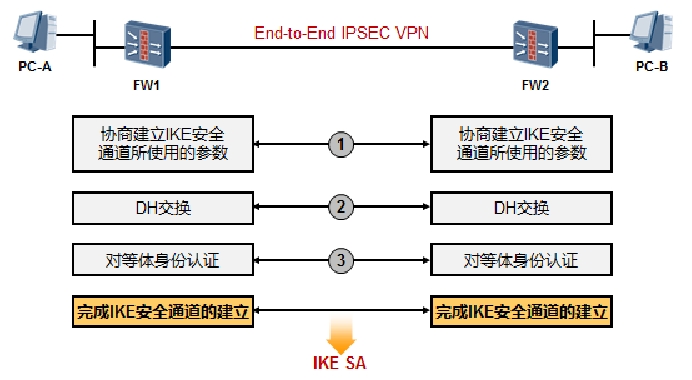 End-to-End IPSEC VPN
PC-A
FW1
FW2
PC-B
协商建立IKE安全
通道所使用的参数
1
协商建立IKE安全
通道所使用的参数
DH交换
2
DH交换
对等体身份认证
3
对等体身份认证
完成IKE安全通道的建立
完成IKE安全通道的建立
IKE SA